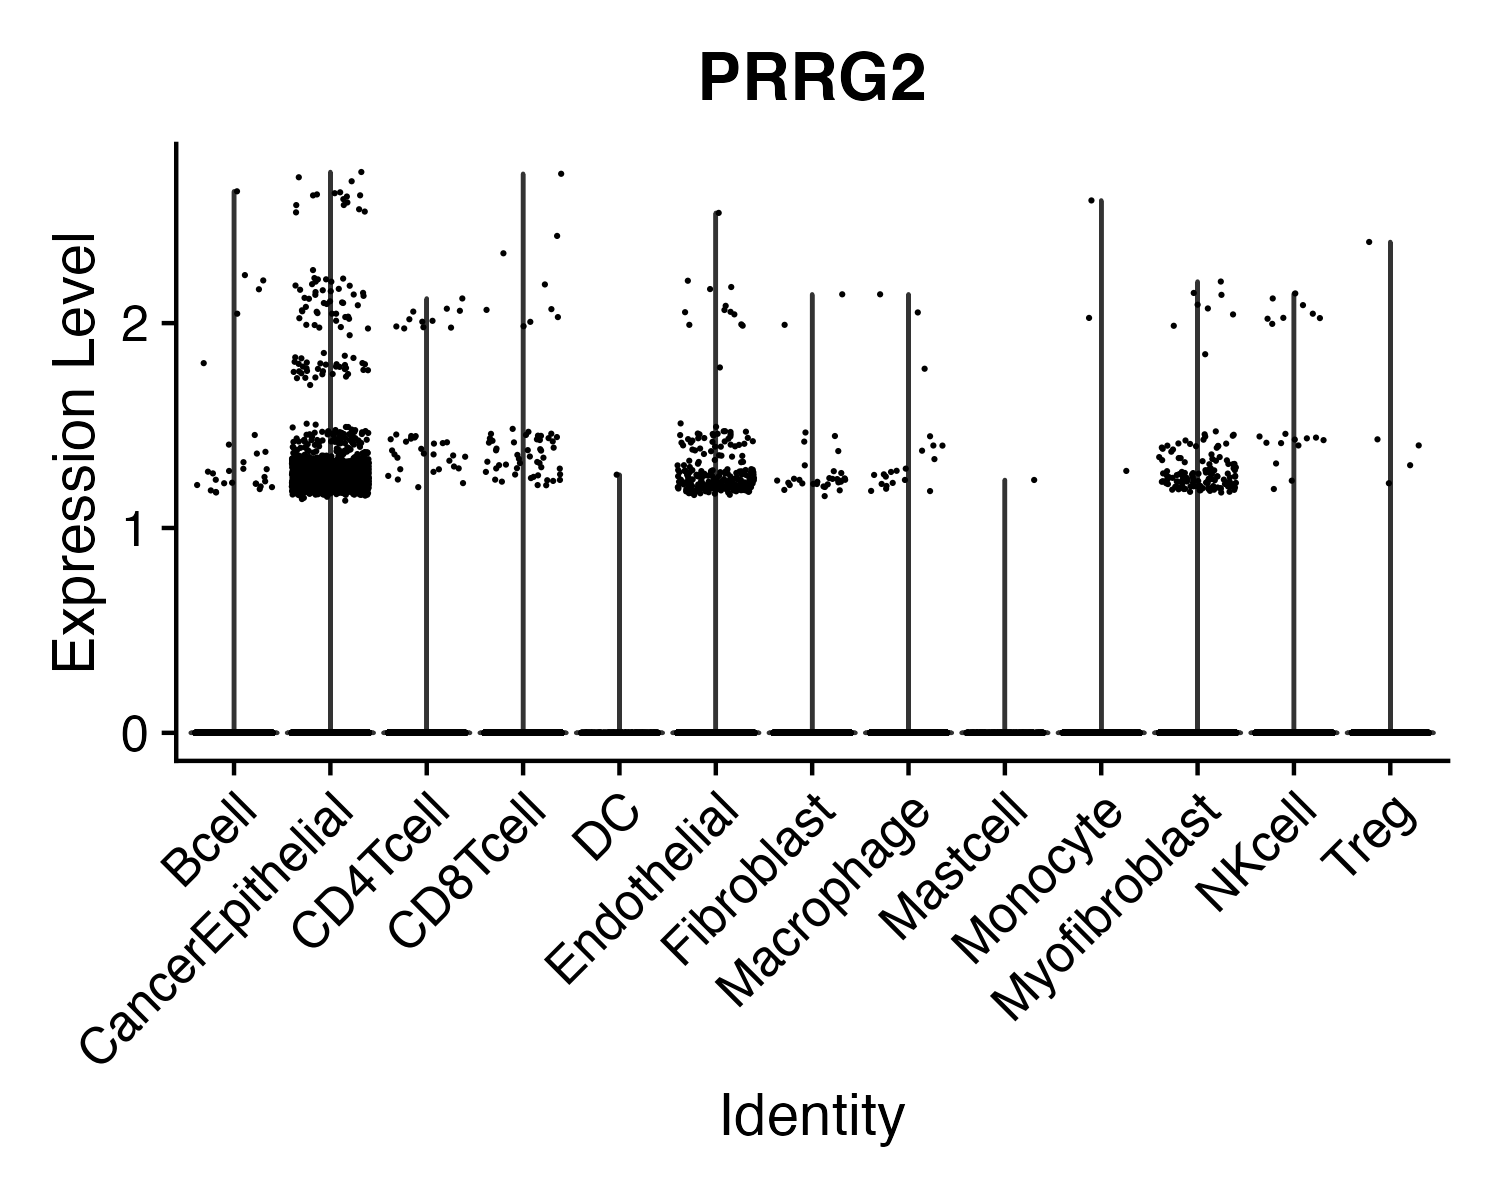 PRRG2
Expression Level
2
1
0
Bcell
CancerEpithelial
CD4Tcell
CD8Tcell
DC
Endothelial
Fibroblast
Macrophage
Mastcell
Monocyte
Myofibroblast
NKcell
Treg
Identity